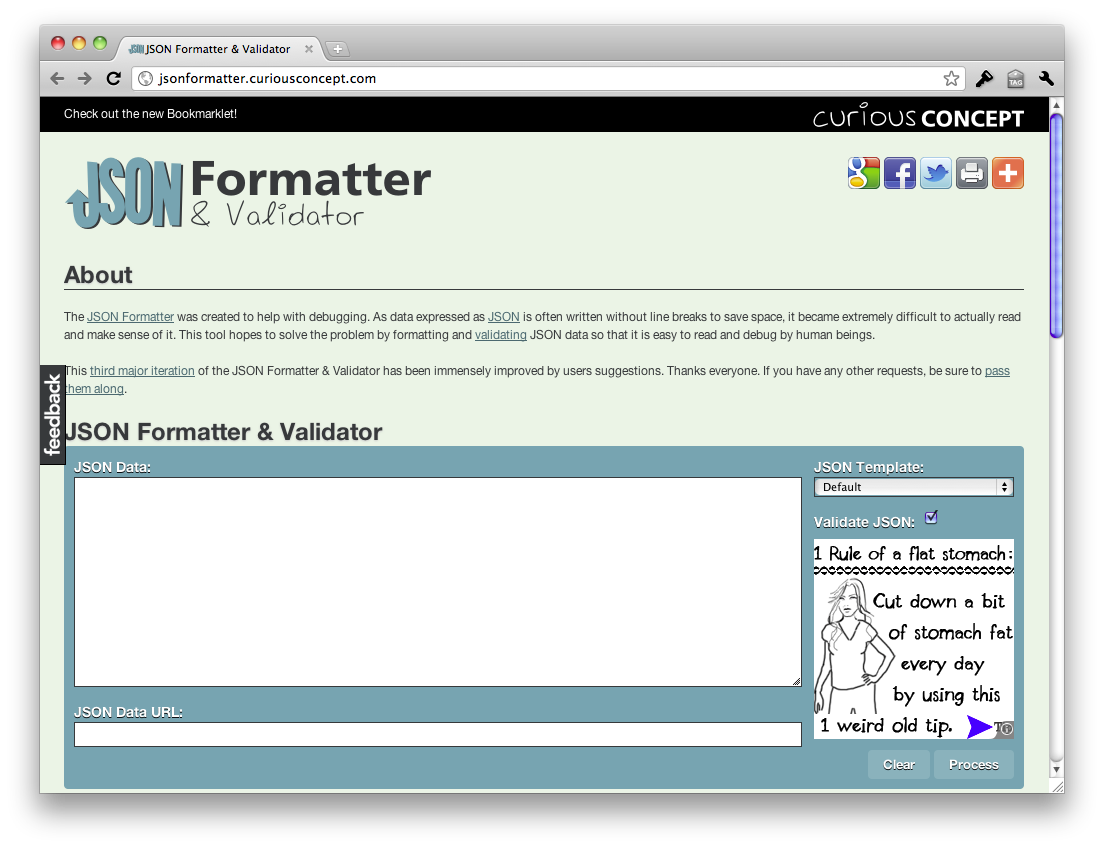 JSON JSON Formatter & Validator
jsonformatter.curiousconcept.com
TAG
Check out the new Bookmarklet!
curious CONCEPT
JSON Formatter
& Validator
About
The JSON Formatter was created to help with debugging. As data expressed as JSON is often written without line breaks to save space, it became extremely difficult to actually read
and make sense of it. This tool hopes to solve the problem by formatting and validating JSON data so that it is easy to read and debug by human beings.
This third major iteration of the JSON Formatter & Validator has been immensely improved by users suggestions. Thanks everyone. If you have any other requests, be sure to pass
them along.
feedback
JSON Formatter & Validator
JSON Data:
JSON Template:
Default
Validate JSON:
1 Rule of a flat stomach:
Cut down a bit
of stomach fat
every day
by using this
1 weird old tip.
JSON Data URL:
Clear
Process